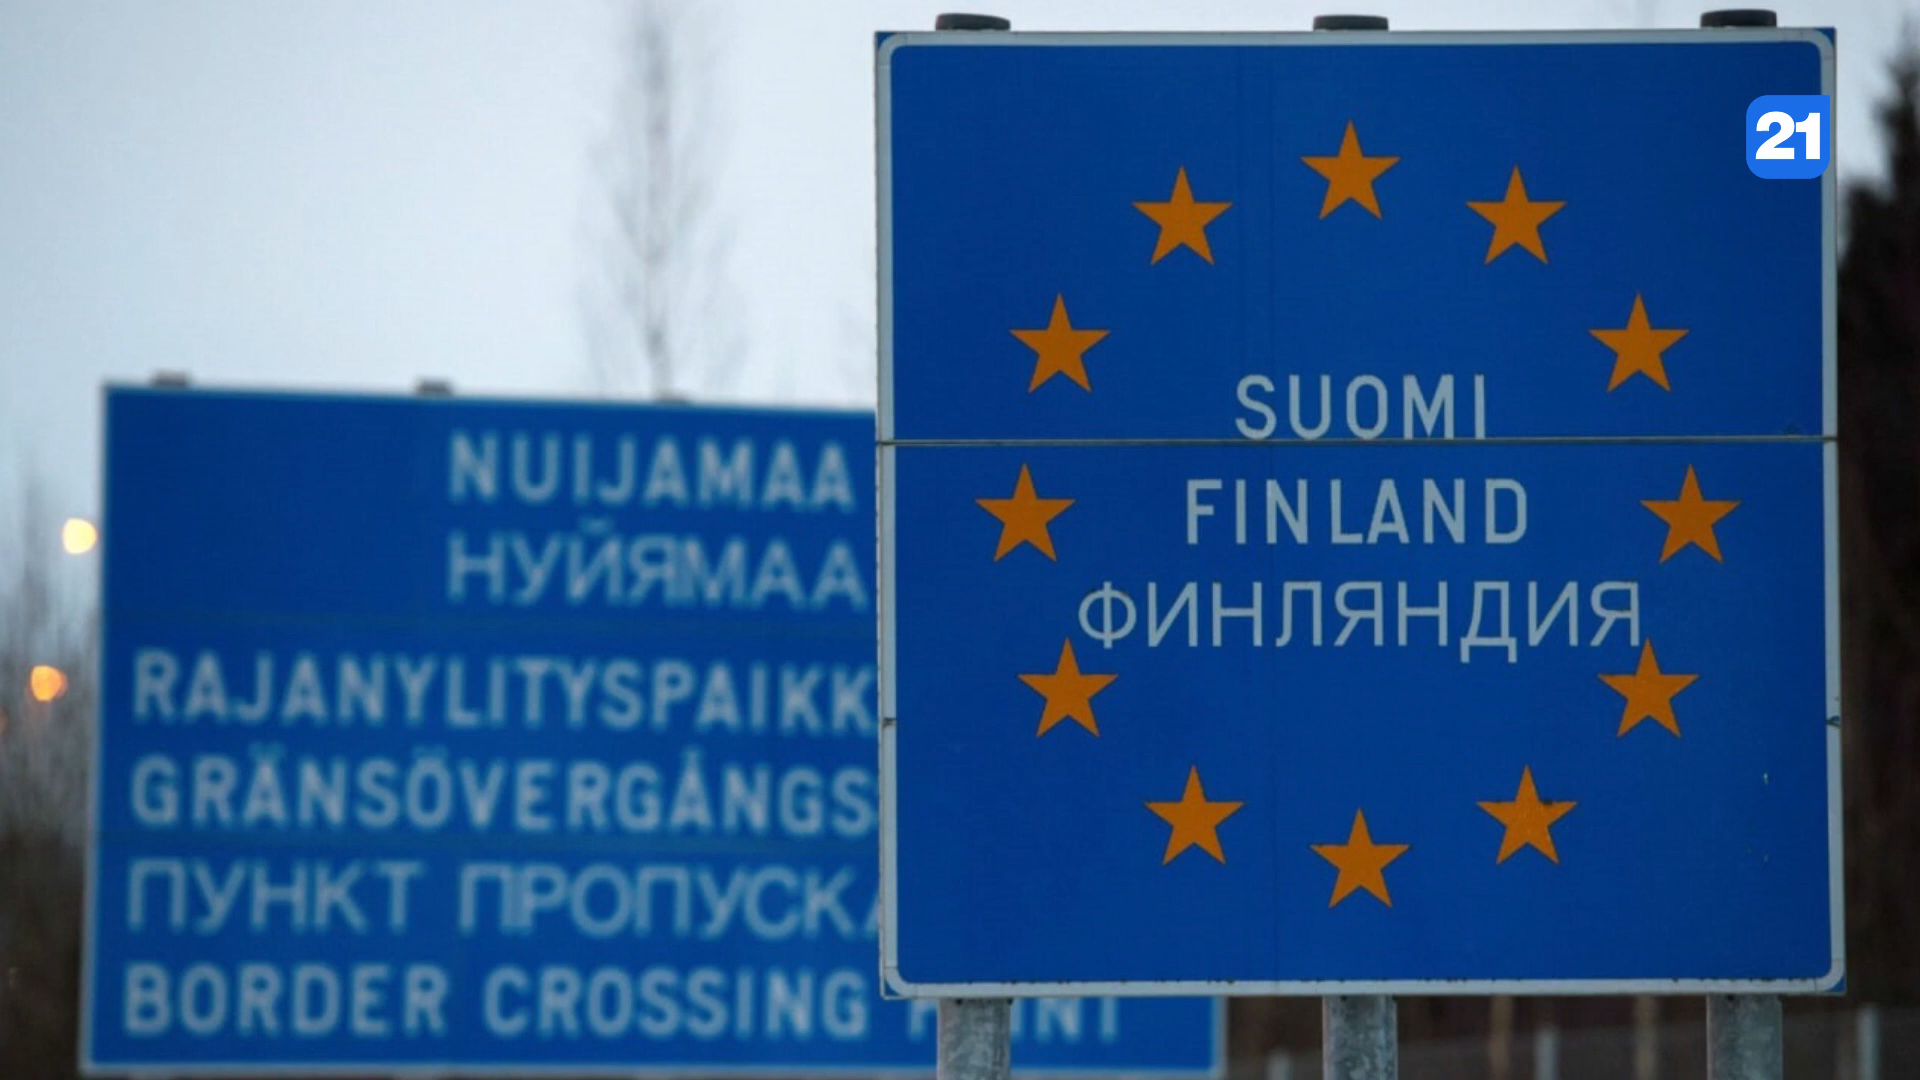 21
SUOMI
FINLAND
ФИНЛЯНДИЯ
NUIJAMAA
НУЙЯМАА
RAJANYLITYSPAIKK
GRÄNSÖVERGÅNGS
ПУНКТ ПРОПУСКА
BORDER CROSSING